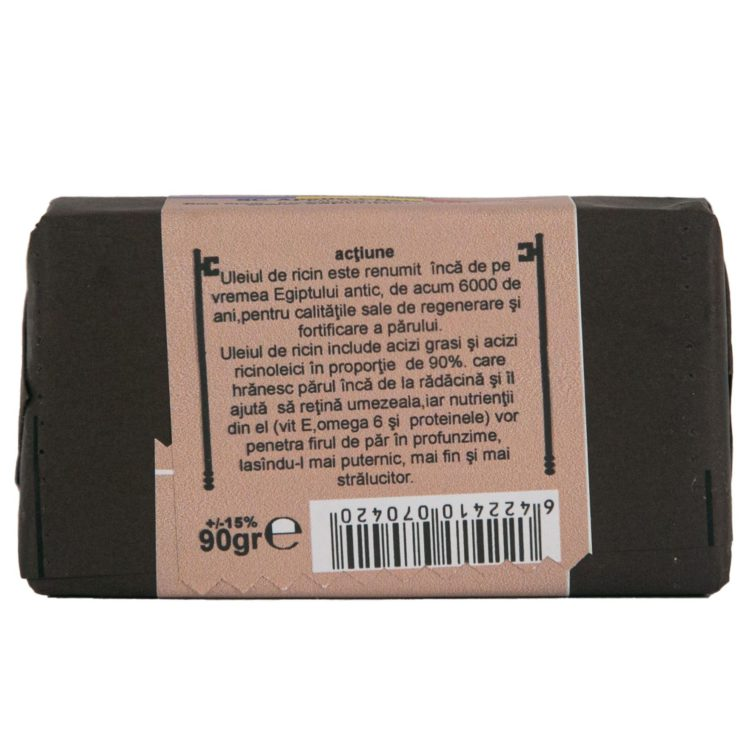 acţiune
Uleiul de ricin este renumit încă de pe
vremea Egiptului antic, de acum 6000 de
ani,pentru calităţile sale de regenerare şi
fortificare a părului.
Uleiul de ricin include acizi grasi şi acizi
ricinoleici în proporţie de 90%. care
hrănesc părul încă de la rădăcină şi îl
ajută să reţină umezeala,iar nutrienţii
din el (vit E,omega 6 şi proteinele) vor
penetra firul de păr în profunzime,
lasîndu-l mai puternic, mai fin şi mai
strălucitor.
+/-15%
90gr e
6422410070420